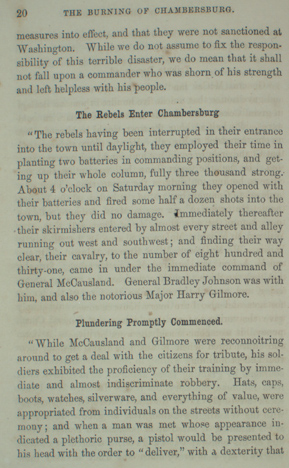 20 THE BURNING OF CHAMBERSBURG.
measures into effect, and that they were not sanctioned at
Washington. While we do not assume to fix the respon-
sibility of this terrible disaster, we do mean that it shall
not fall upon a commander who was shorn of his strength
and left helpless with his people.
The Rebels Enter Chambersburg
"The rebels having been interrupted in their entrance
into the town until daylight, they employed their time in
planting two batteries in commanding positions, and get-
ing up their whole column, fully three thousand strong.
About 4 o'clock on Saturday morning they opened with
their batteries and fired some half a dozen shots into the
town, but they did no damage. Immediately thereafter
their skirmishers entered by almost every street and alley
running out west and southwest; and finding their way
clear, their cavalry, to the number of eight hundred and
thirty-one, came in under the immediate command of
General McCausland. General Bradley Johnson was with
him, and also the notorious Major Harry Gilmore.
Plundering Promptly Commenced.
"While McCausland and Gilmore were reconnoitring
around to get a deal with the citizens for tribute, his sol-
diers exhibited the proficiency of their training by imme-
diate and almost indiscriminate robbery. Hats, caps,
boots, watches, silverware, and everything of value, were
appropriated from individuals on the streets without cere-
mony; and when a man was met whose appearance in-
dicated a plethoric purse, a pistol would be presented to
his head with the order to "deliver," with a dexterity that